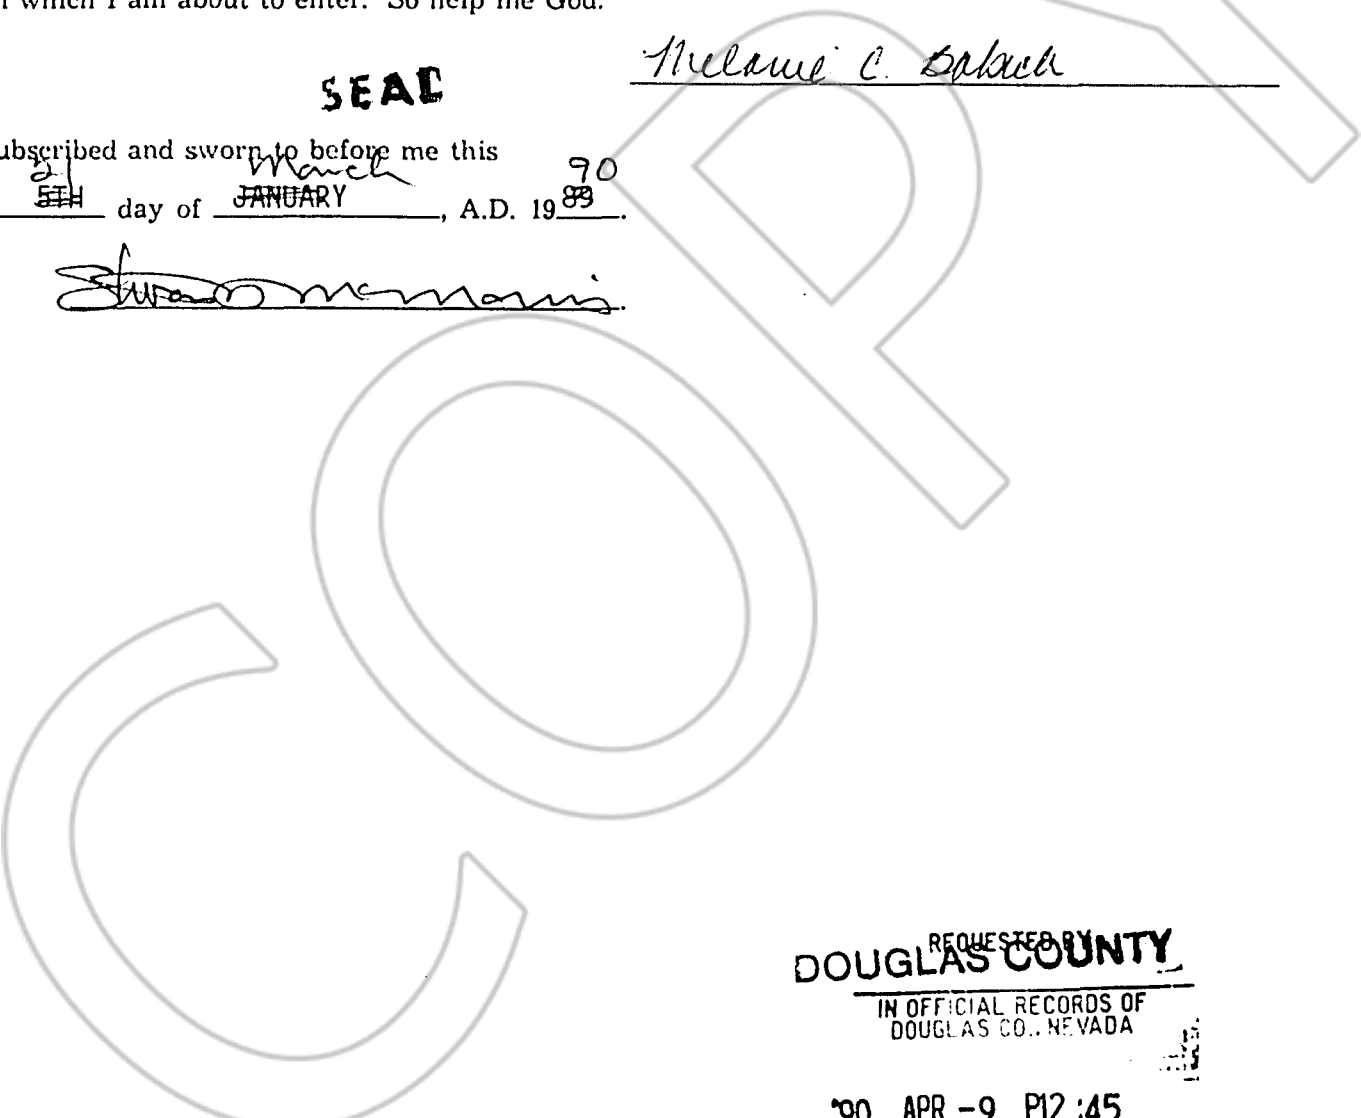 which I am about to enter. So help me God.
Melanie C.
SEAL
ubscribed and sworn to before me this
21 March 90
5TH day of JANUARY, A.D. 1989.
REQUESTED BY
DOUGLAS COUNTY
IN OFFICIAL RECORDS OF
DOUGLAS CO., NEVADA
'90 APR -9 P12:45
COPY